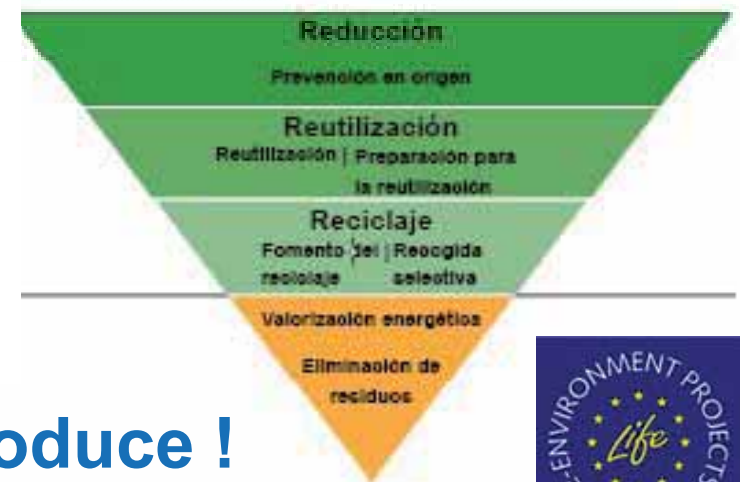 Reducción
Prevención en origen
Reutilización
Reutilización | Preparación para
la reutilización
Reciclaje
Fomento del | Recogida
reciclaje selectiva
Valorización energética
Eliminación de
residuos
oduce !
ENVIRONMENT PROJECTS
Life